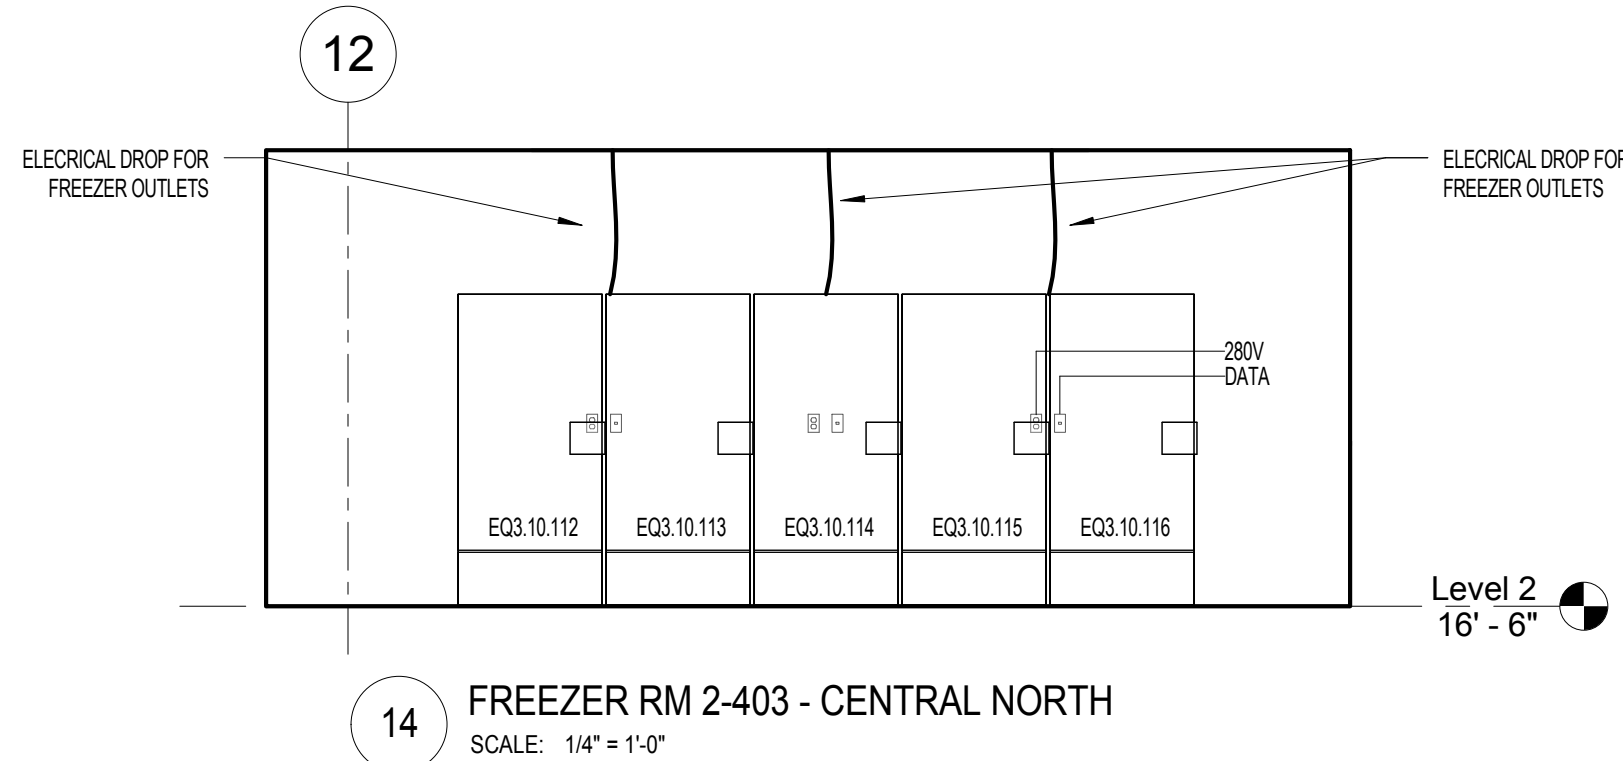 12
ELECRICAL DROP FOR
FREEZER OUTLETS
ELECRICAL DROP FOR
FREEZER OUTLETS
280V
DATA
EQ3.10.112
EQ3.10.113
EQ3.10.114
EQ3.10.115
EQ3.10.116
Level 2
16' - 6"
14
FREEZER RM 2-403 - CENTRAL NORTH
SCALE: 1/4" = 1'-0"